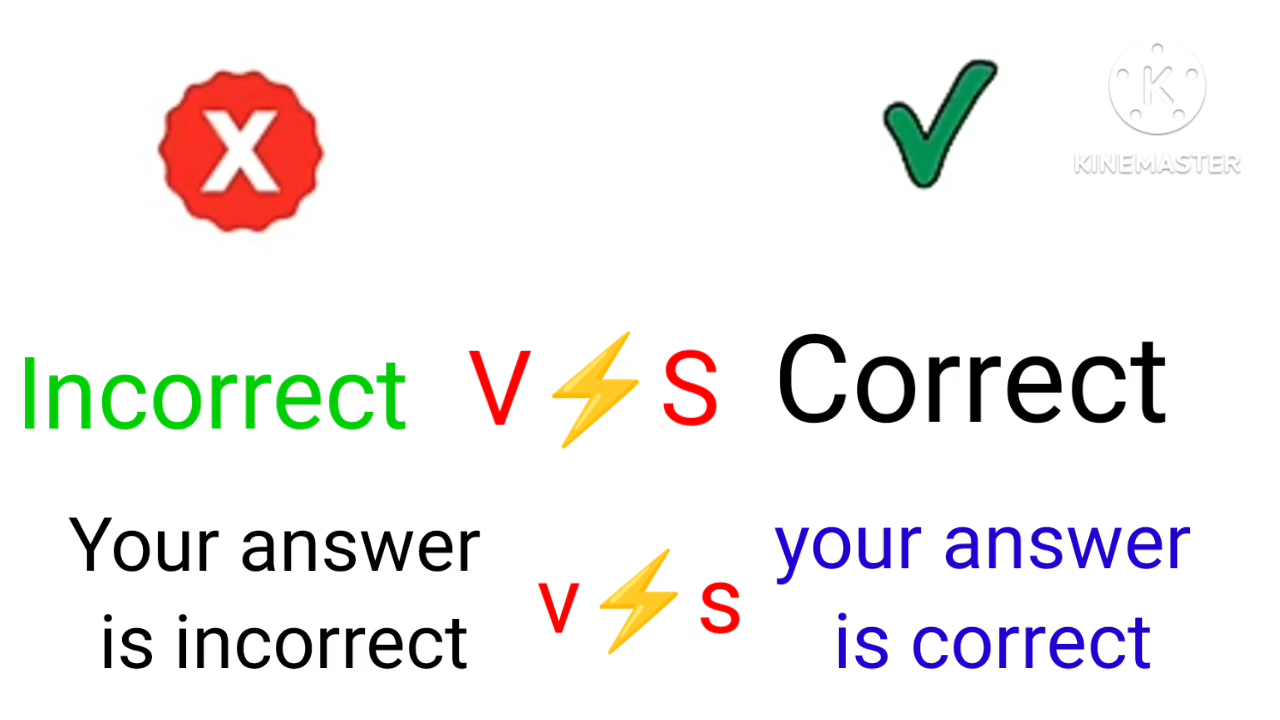 X
K
KINEMASTER
Incorrect V⚡S Correct
Your answer
is incorrect
v⚡s
your answer
is correct